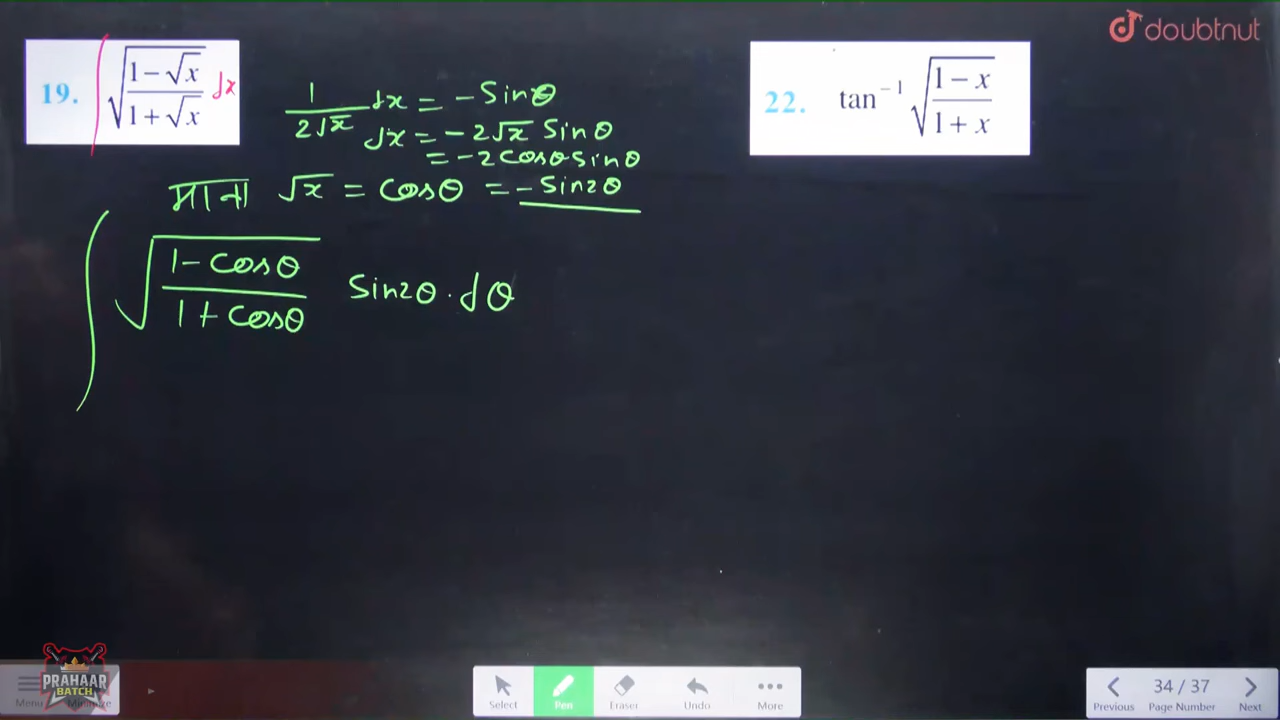 doubtnut
19. ∫ √((1-√x)/(1+√x)) dx
1/(2√x) dx = -Sinθ
dx = -2√x Sinθ
= -2cosθsinθ
माना √x = cosθ = -Sin2θ
∫ √((1-cosθ)/(1+cosθ)) Sin2θ·dθ
22. tan⁻¹ √((1-x)/(1+x))
PRAHAAR
BATCH
Menu Minimize
Select Pen Eraser Undo More
34 / 37
Previous Page Number Next